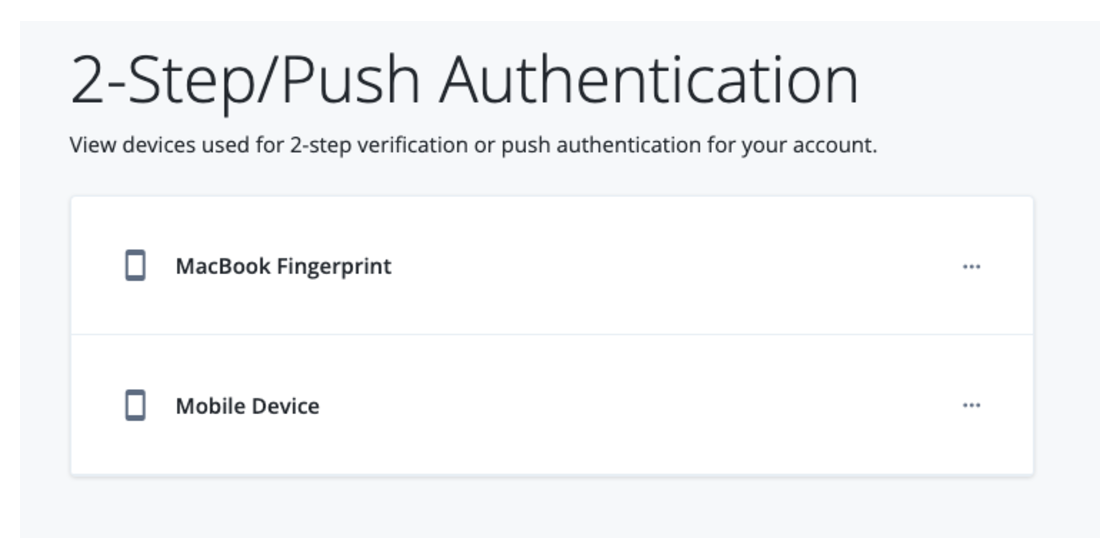 2-Step/Push Authentication
View devices used for 2-step verification or push authentication for your account.
MacBook Fingerprint
Mobile Device